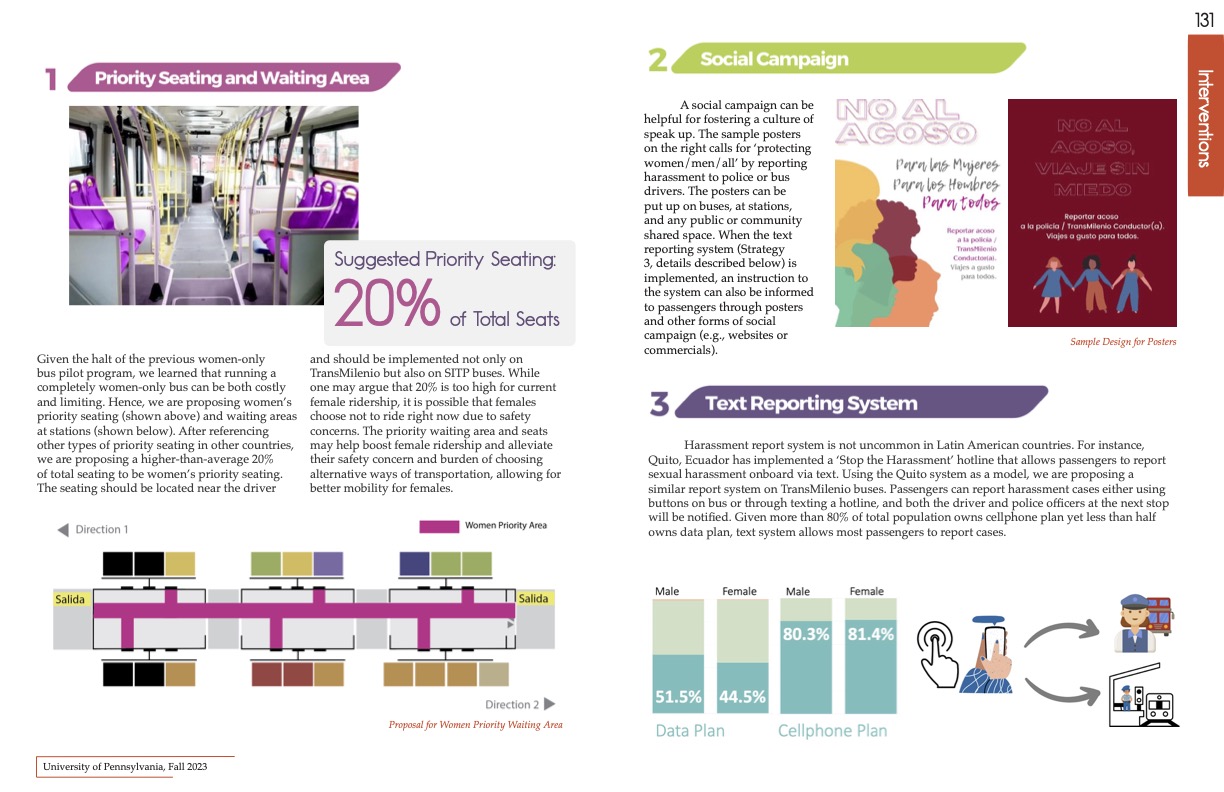 1 Priority Seating and Waiting Area
Suggested Priority Seating:
20% of Total Seats
Given the halt of the previous women-only
bus pilot program, we learned that running a
completely women-only bus can be both costly
and limiting. Hence, we are proposing women's
priority seating (shown above) and waiting areas
at stations (shown below). After referencing
other types of priority seating in other countries,
we are proposing a higher-than-average 20%
of total seating to be women's priority seating.
The seating should be located near the driver
and should be implemented not only on
TransMilenio but also on SITP buses. While
one may argue that 20% is too high for current
female ridership, it is possible that females
choose not to ride right now due to safety
concerns. The priority waiting area and seats
may help boost female ridership and alleviate
their safety concern and burden of choosing
alternative ways of transportation, allowing for
better mobility for females.
Direction 1
Women Priority Area
Salida
Salida
Direction 2
Proposal for Women Priority Waiting Area
University of Pennsylvania, Fall 2023
131
Interventions
2 Social Campaign
A social campaign can be
helpful for fostering a culture of
speak up. The sample posters
on the right calls for 'protecting
women/men/all' by reporting
harassment to police or bus
drivers. The posters can be
put up on buses, at stations,
and any public or community
shared space. When the text
reporting system (Strategy
3, details described below) is
implemented, an instruction to
the system can also be informed
to passengers through posters
and other forms of social
campaign (e.g., websites or
commercials).
NO AL
ACOSO
Para las Mujeres
Para los Hombres
Para todos
Reportar acoso
a la policía /
TransMilenio
Conductor(a).
Viajes a gusto
para todos.
NO AL
ACOSO,
VIAJE SIN
MIEDO
Reportar acoso
a la policía / TransMilenio Conductor(a).
Viajes a gusto para todos.
Sample Design for Posters
3 Text Reporting System
Harassment report system is not uncommon in Latin American countries. For instance,
Quito, Ecuador has implemented a 'Stop the Harassment' hotline that allows passengers to report
sexual harassment onboard via text. Using the Quito system as a model, we are proposing a
similar report system on TransMilenio buses. Passengers can report harassment cases either using
buttons on bus or through texting a hotline, and both the driver and police officers at the next stop
will be notified. Given more than 80% of total population owns cellphone plan yet less than half
owns data plan, text system allows most passengers to report cases.
Male Female Male Female
51.5% 44.5% 80.3% 81.4%
Data Plan Cellphone Plan